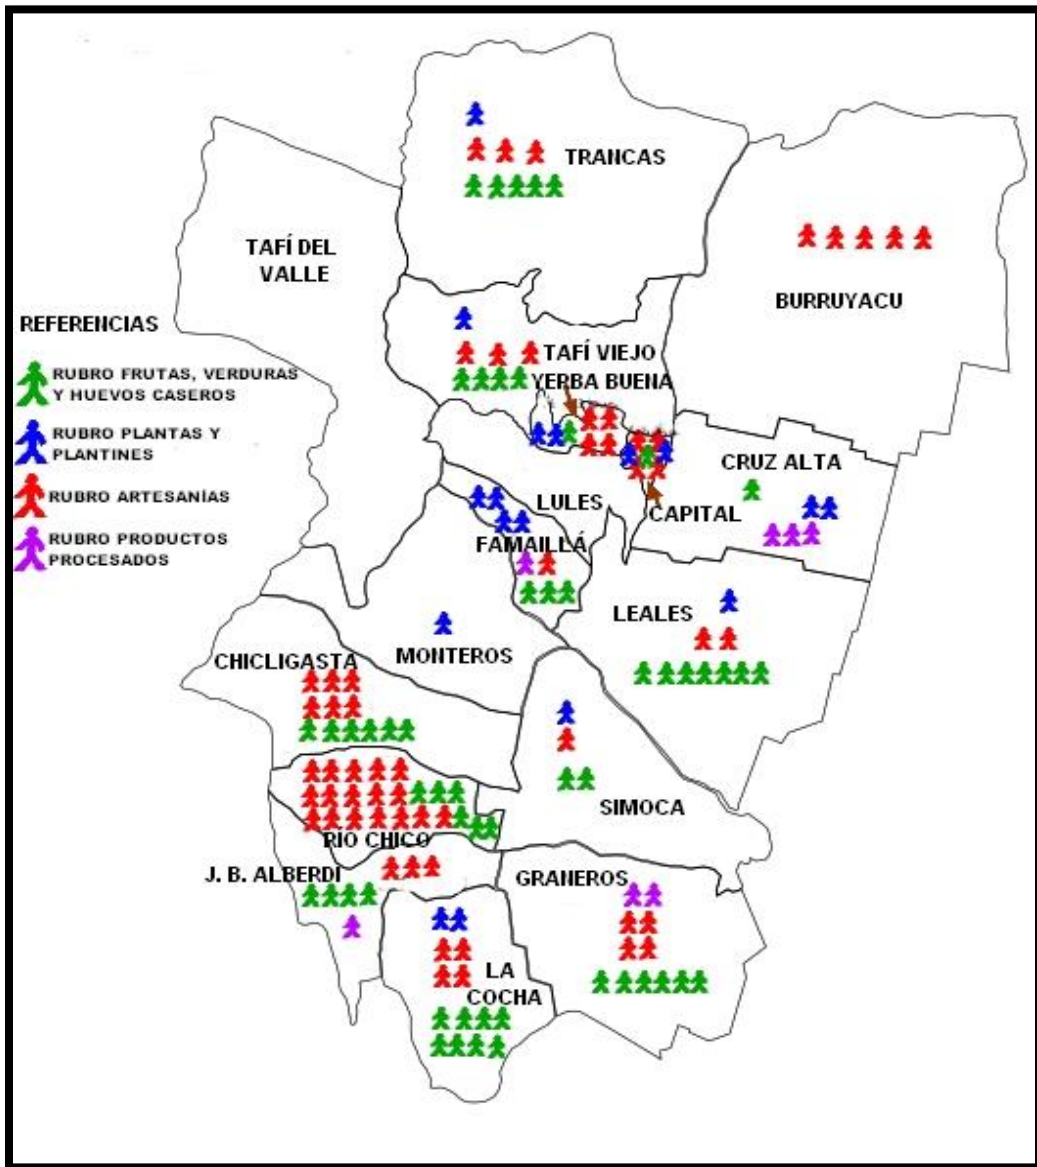 TRANCAS
TAFÍ DEL
VALLE
BURRUYACU
REFERENCIAS
RUBRO FRUTAS, VERDURAS
Y HUEVOS CASEROS
RUBRO PLANTAS Y
PLANTINES
RUBRO ARTESANÍAS
RUBRO PRODUCTOS
PROCESADOS
TAFÍ VIEJO
YERBA BUENA
CRUZ ALTA
LULES
CAPITAL
FAMAILLÁ
LEALES
MONTEROS
CHICLIGASTA
SIMOCA
RIO CHICO
J. B. ALBERDI
GRANEROS
LA
COCHA